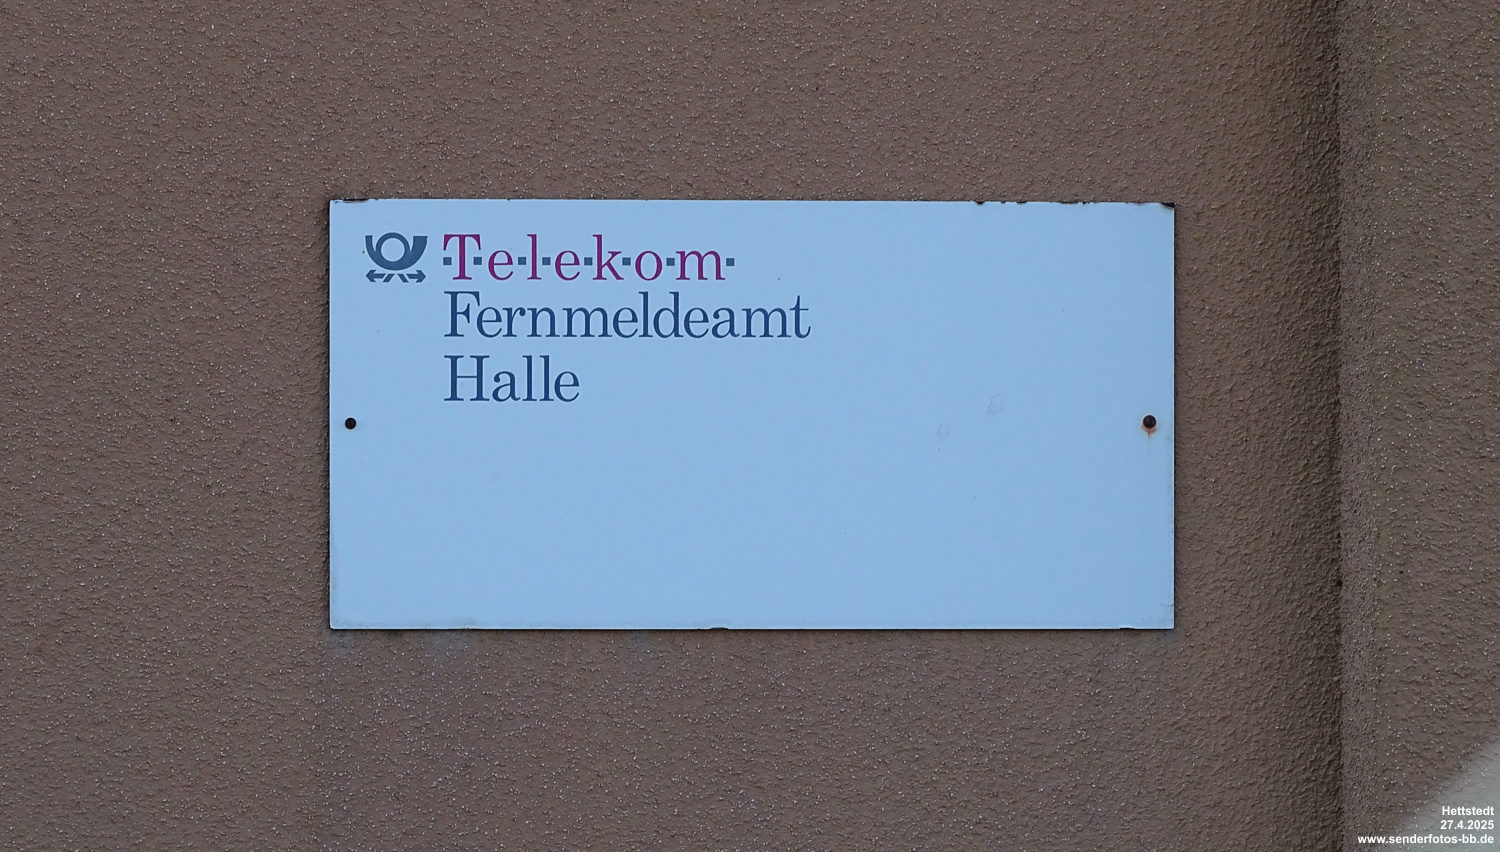 T·e·l·e·k·o·m·
Fernmeldeamt
Halle
Hettstedt
27.4.2025
www.senderfotos-bb.de